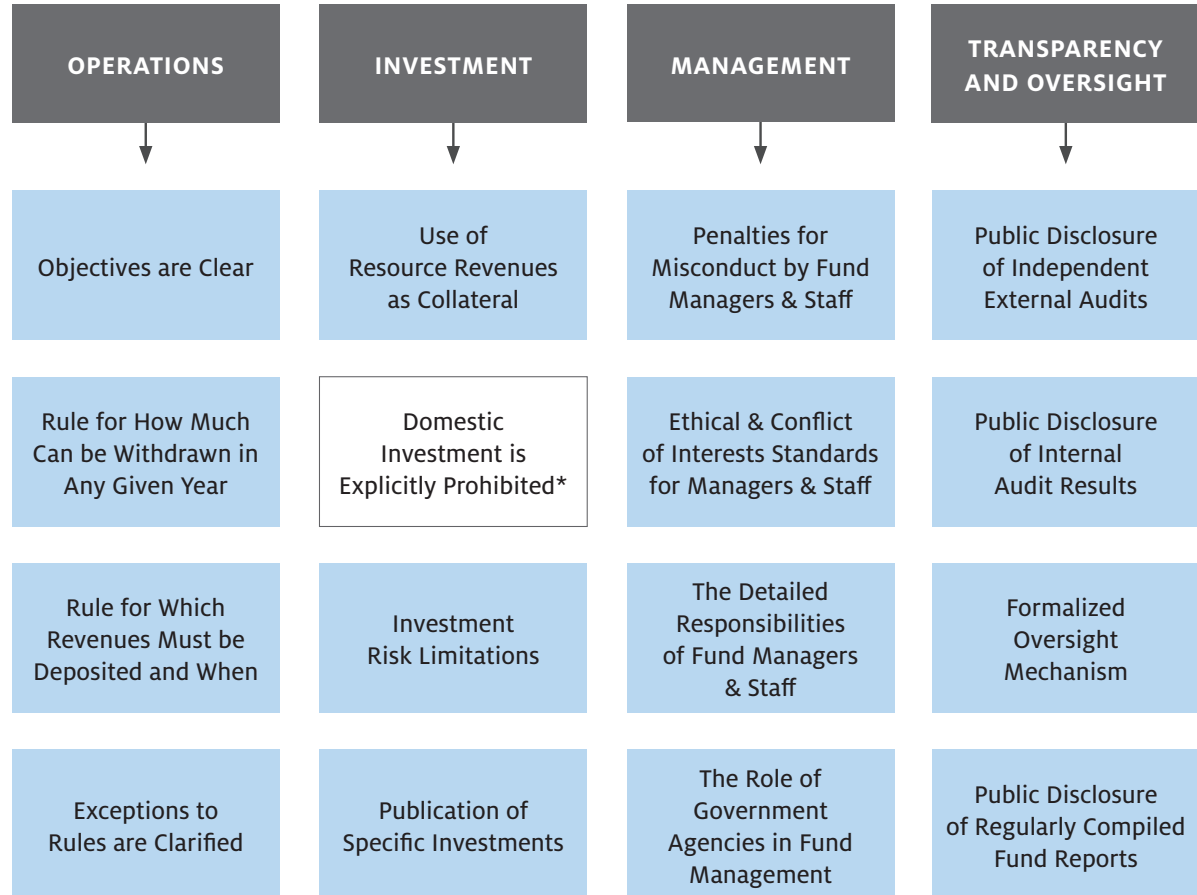 OPERATIONS
Objectives are Clear
Rule for How Much
Can be Withdrawn in
Any Given Year
Rule for Which
Revenues Must be
Deposited and When
Exceptions to
Rules are Clarified
INVESTMENT
Use of
Resource Revenues
as Collateral
Domestic
Investment is
Explicitly Prohibited*
Investment
Risk Limitations
Publication of
Specific Investments
MANAGEMENT
Penalties for
Misconduct by Fund
Managers & Staff
Ethical & Conflict
of Interests Standards
for Managers & Staff
The Detailed
Responsibilities
of Fund Managers
& Staff
The Role of
Government
Agencies in Fund
Management
TRANSPARENCY
AND OVERSIGHT
Public Disclosure
of Independent
External Audits
Public Disclosure
of Internal
Audit Results
Formalized
Oversight
Mechanism
Public Disclosure
of Regularly Compiled
Fund Reports